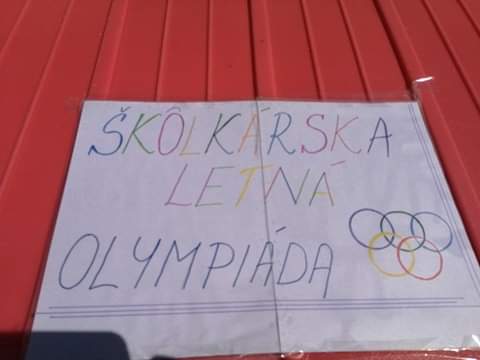 ŠKÔLKÁRSKA
LETNÁ
OLYMPIÁDA